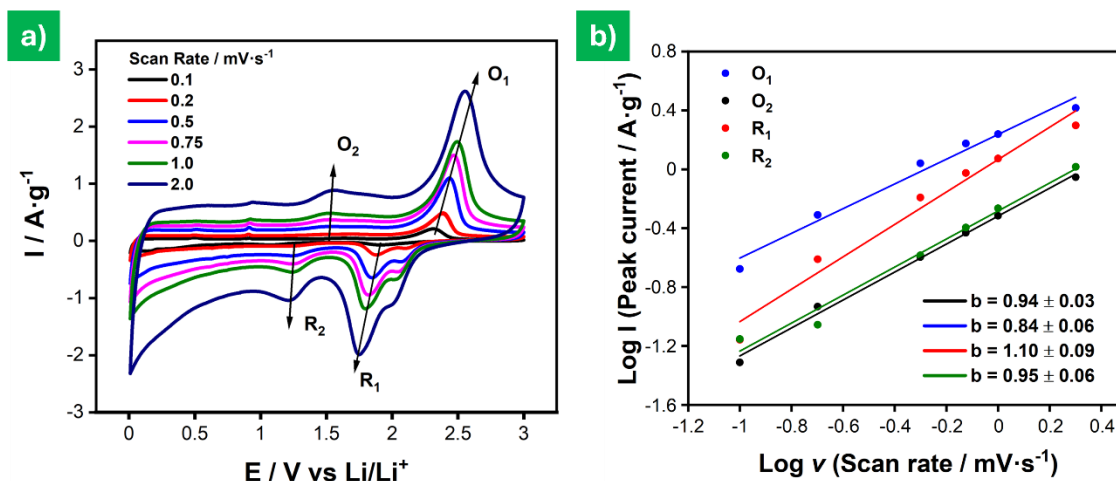 a)
Scan Rate / mV·s⁻¹
0.1
0.2
0.5
0.75
1.0
2.0
O₁
O₂
R₂
R₁
3
2
1
0
-1
-2
-3
0
0.5
1.0
1.5
2.0
2.5
3
I / A·g⁻¹
E / V vs Li/Li⁺
b)
O₁
O₂
R₁
R₂
b = 0.94 ± 0.03
b = 0.84 ± 0.06
b = 1.10 ± 0.09
b = 0.95 ± 0.06
0.8
0.4
0
-0.4
-0.8
-1.2
-1.6
-1.2
-1
-0.8
-0.6
-0.4
-0.2
0
0.2
0.4
Log I (Peak current / A·g⁻¹)
Log v (Scan rate / mV·s⁻¹)